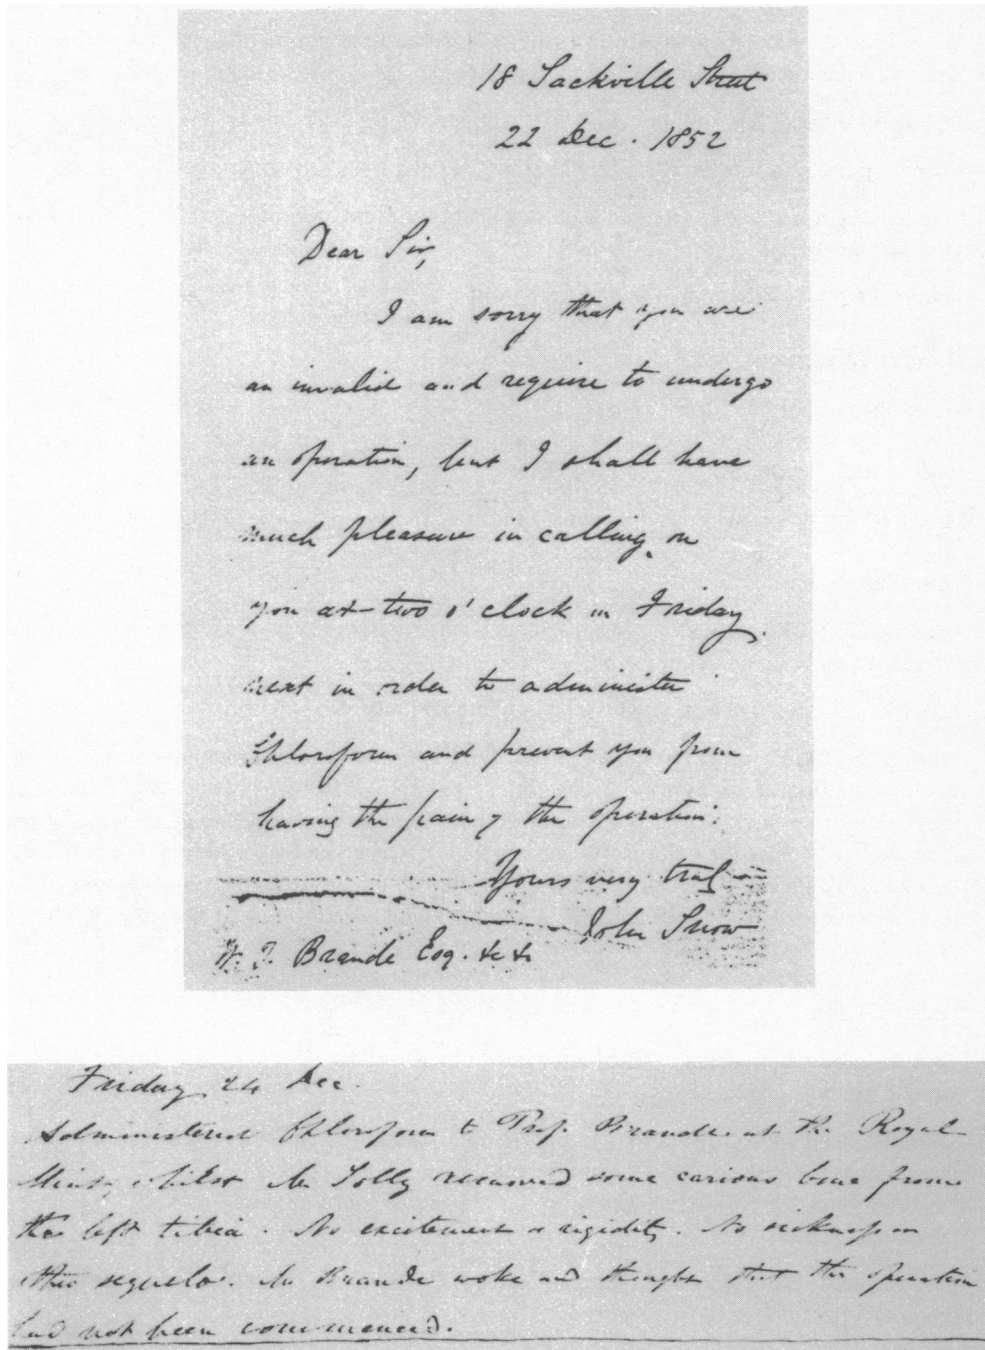 18 Sackville Street
22 Dec. 1852
Dear Sir,
I am sorry that you are
an invalid and require to undergo
an operation, but I shall have
much pleasure in calling on
you at two o'clock on Friday
next in order to administer
Chloroform and prevent you from
having the pain of the operation.
Yours very truly
John Snow
W. T. Brande Esq. &c &c
Friday 24 Dec.
Administered Chloroform to Prof. Brande at the Royal
Mint, whilst Mr Solly removed some carious bone from
the left tibia. No excitement or rigidity. No sickness or
other sequelae. Mr Brande woke and thought that the operation
had not been commenced.